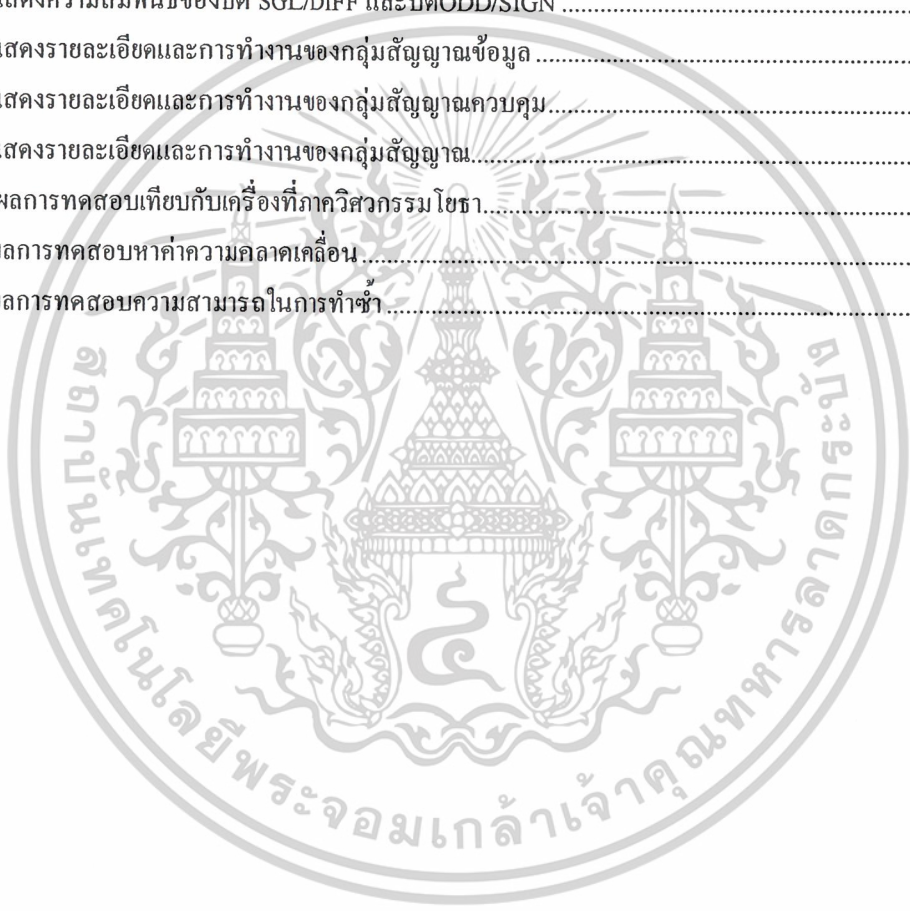 แสดงความสัมพันธ์ของบิต SGL/DIFF และบิตODD/SIGN ........................................
แสดงรายละเอียดและการทำงานของกลุ่มสัญญาณข้อมูล ........................................
แสดงรายละเอียดและการทำงานของกลุ่มสัญญาณควบคุม........................................
แสดงรายละเอียดและการทำงานของกลุ่มสัญญาณ........................................
ผลการทดสอบเทียบกับเครื่องที่ภาควิศวกรรมโยธา........................................
ผลการทดสอบหาค่าความคลาดเคลื่อน ........................................
ผลการทดสอบความสามารถในการทำซ้ำ ........................................
สถาบันเทคโนโลยีพระจอมเกล้าเจ้าคุณทหารลาดกระบัง